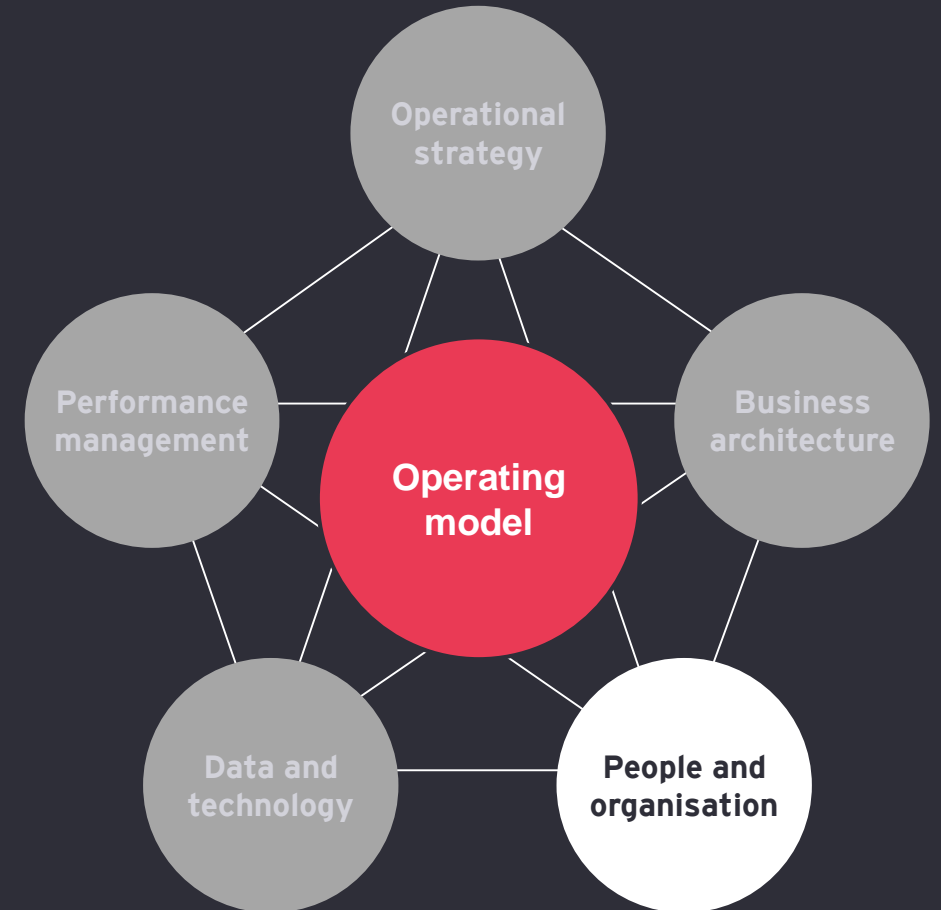 Operational
strategy
Performance
management
Business
architecture
Operating
model
Data and
technology
People and
organisation